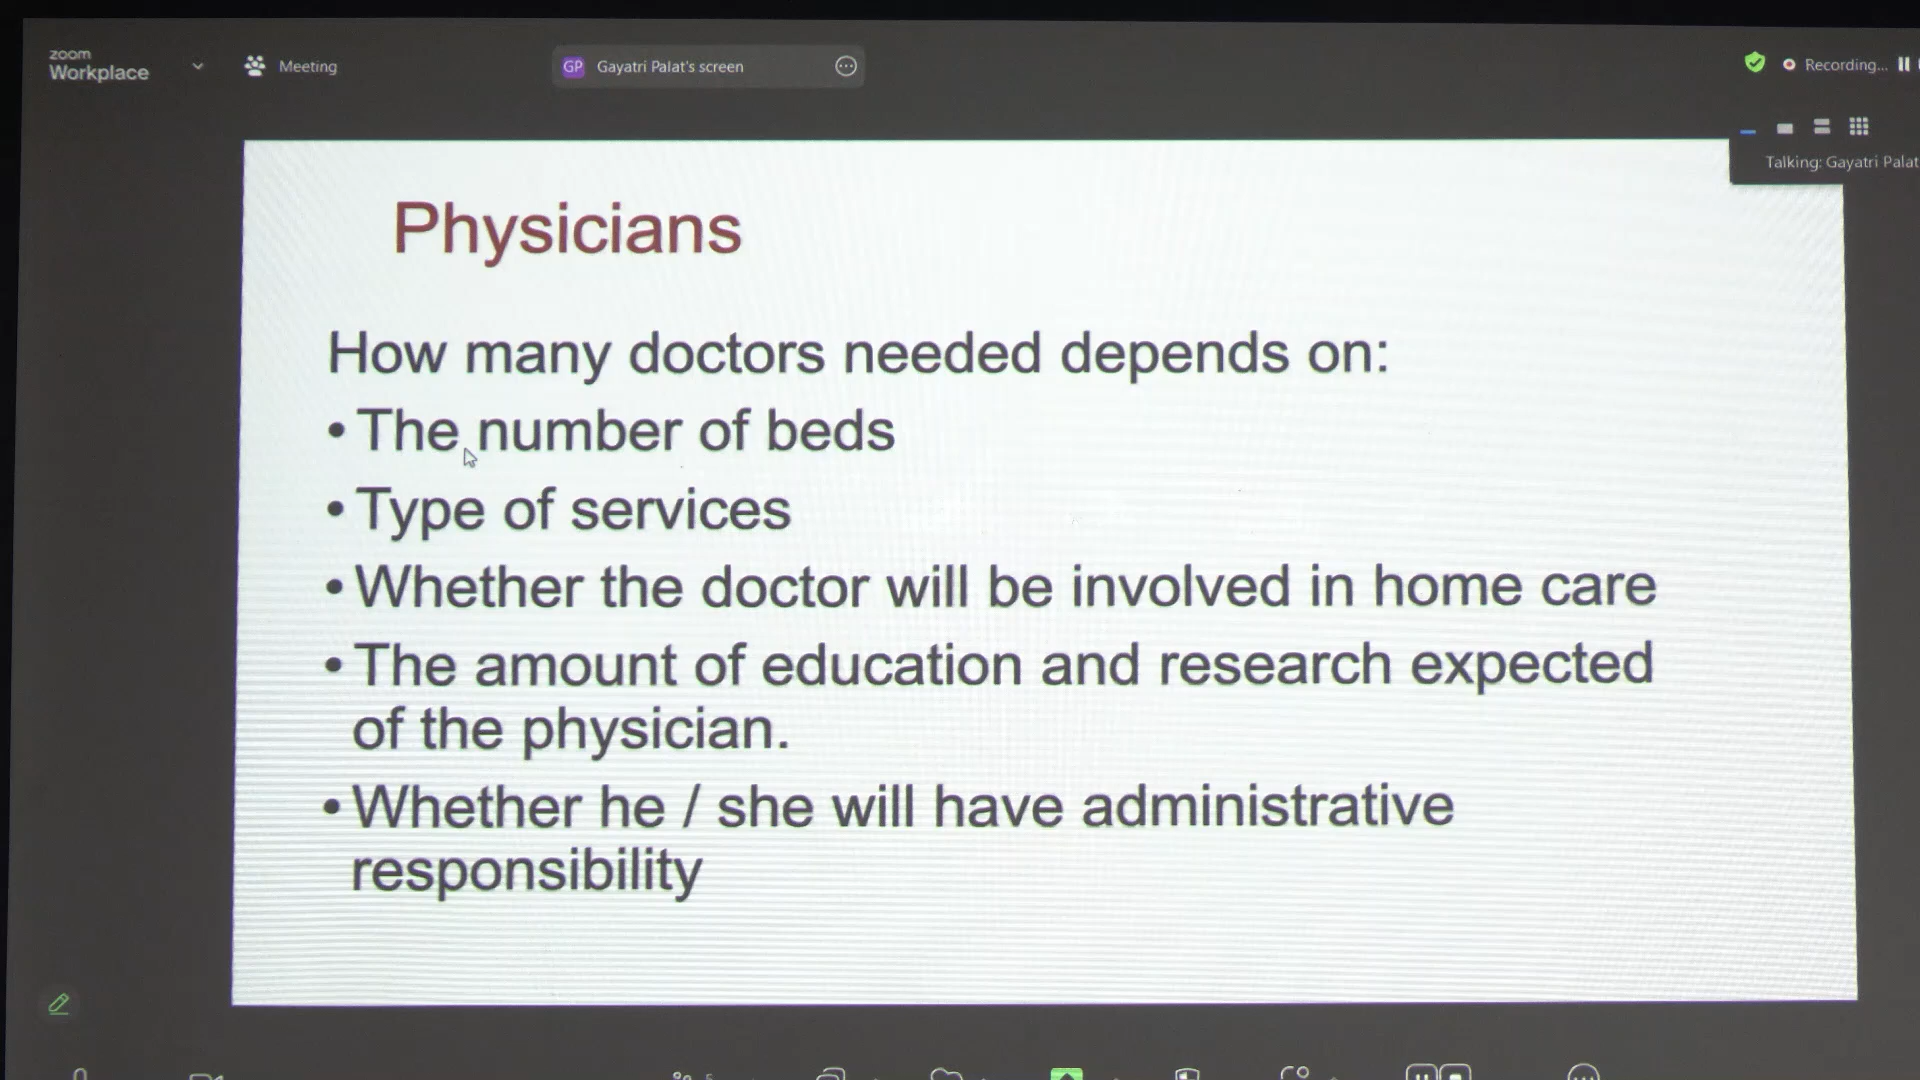 zoom
Workplace
Meeting
GP Gayatri Palat's screen
Recording...
Talking: Gayatri Palat
Physicians
How many doctors needed depends on:
• The number of beds
• Type of services
• Whether the doctor will be involved in home care
• The amount of education and research expected
of the physician.
• Whether he / she will have administrative
responsibility